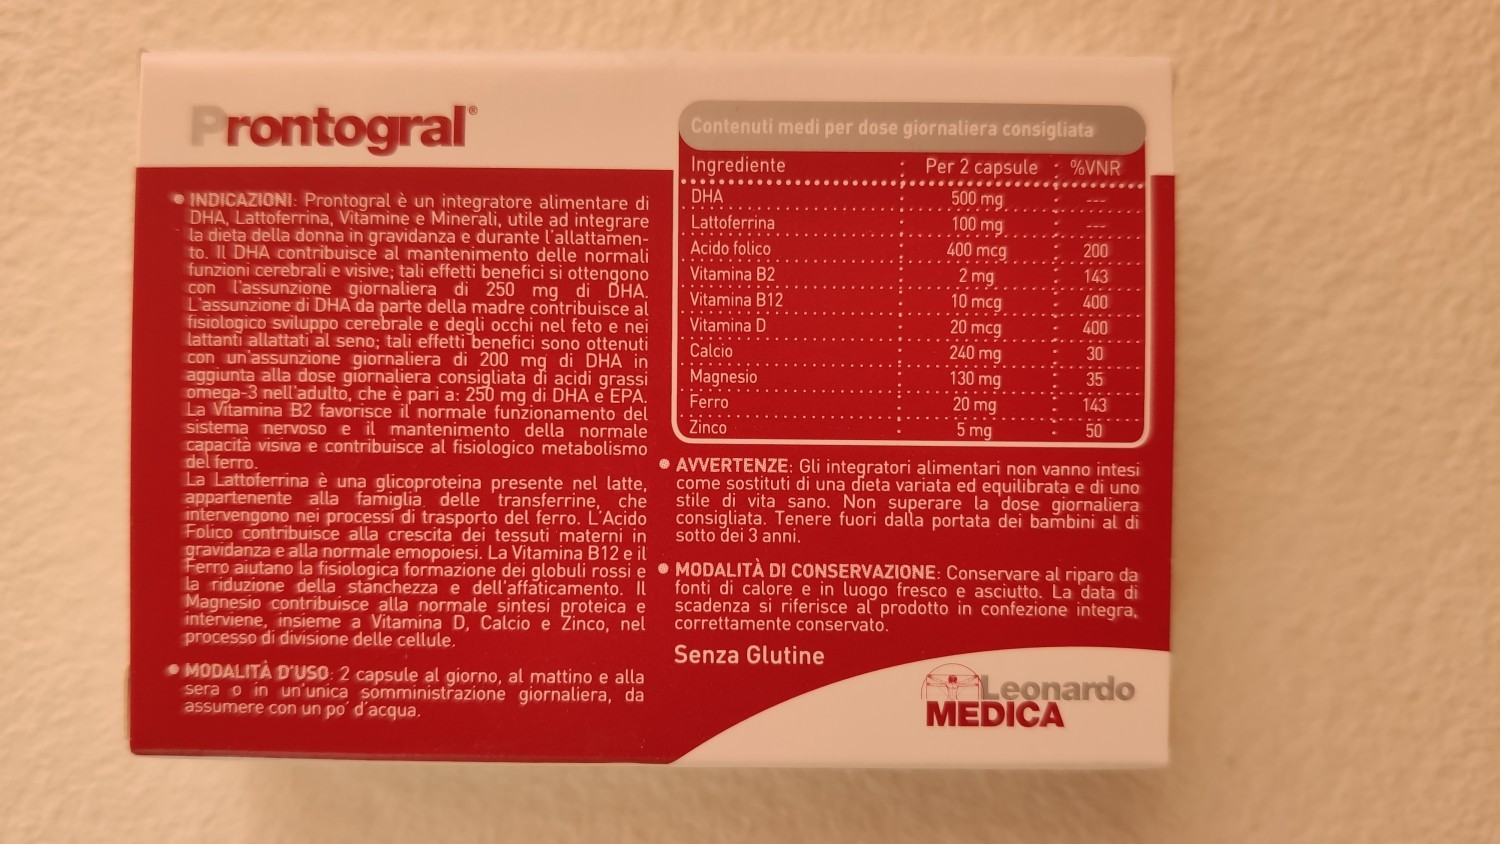 Prontogral®
INDICAZIONI: Prontogral è un integratore alimentare di
DHA, Lattoferrina, Vitamine e Minerali, utile ad integrare
la dieta della donna in gravidanza e durante l'allattamen-
to. Il DHA contribuisce al mantenimento delle normali
funzioni cerebrali e visive; tali effetti benefici si ottengono
con l'assunzione giornaliera di 250 mg di DHA.
L'assunzione di DHA da parte della madre contribuisce al
fisiologico sviluppo cerebrale e degli occhi nel feto e nei
lattanti allattati al seno; tali effetti benefici sono ottenuti
con un'assunzione giornaliera di 200 mg di DHA in
aggiunta alla dose giornaliera consigliata di acidi grassi
omega-3 nell'adulto, che è pari a: 250 mg di DHA e EPA.
La Vitamina B2 favorisce il normale funzionamento del
sistema nervoso e il mantenimento della normale
capacità visiva e contribuisce al fisiologico metabolismo
del ferro.
La Lattoferrina è una glicoproteina presente nel latte,
appartenente alla famiglia delle transferrine, che
intervengono nei processi di trasporto del ferro. L'Acido
Folico contribuisce alla crescita dei tessuti materni in
gravidanza e alla normale emopoiesi. La Vitamina B12 e il
Ferro aiutano la fisiologica formazione dei globuli rossi e
la riduzione della stanchezza e dell'affaticamento. Il
Magnesio contribuisce alla normale sintesi proteica e
interviene, insieme a Vitamina D, Calcio e Zinco, nel
processo di divisione delle cellule.
MODALITÀ D'USO: 2 capsule al giorno, al mattino e alla
sera o in un'unica somministrazione giornaliera, da
assumere con un po' d'acqua.
Contenuti medi per dose giornaliera consigliata
Ingrediente Per 2 capsule %VNR
DHA 500 mg ---
Lattoferrina 100 mg ---
Acido folico 400 mcg 200
Vitamina B2 2 mg 143
Vitamina B12 10 mcg 400
Vitamina D 20 mcg 400
Calcio 240 mg 30
Magnesio 130 mg 35
Ferro 20 mg 143
Zinco 5 mg 50
AVVERTENZE: Gli integratori alimentari non vanno intesi
come sostituti di una dieta variata ed equilibrata e di uno
stile di vita sano. Non superare la dose giornaliera
consigliata. Tenere fuori dalla portata dei bambini al di
sotto dei 3 anni.
MODALITÀ DI CONSERVAZIONE: Conservare al riparo da
fonti di calore e in luogo fresco e asciutto. La data di
scadenza si riferisce al prodotto in confezione integra,
correttamente conservato.
Senza Glutine
Leonardo
MEDICA